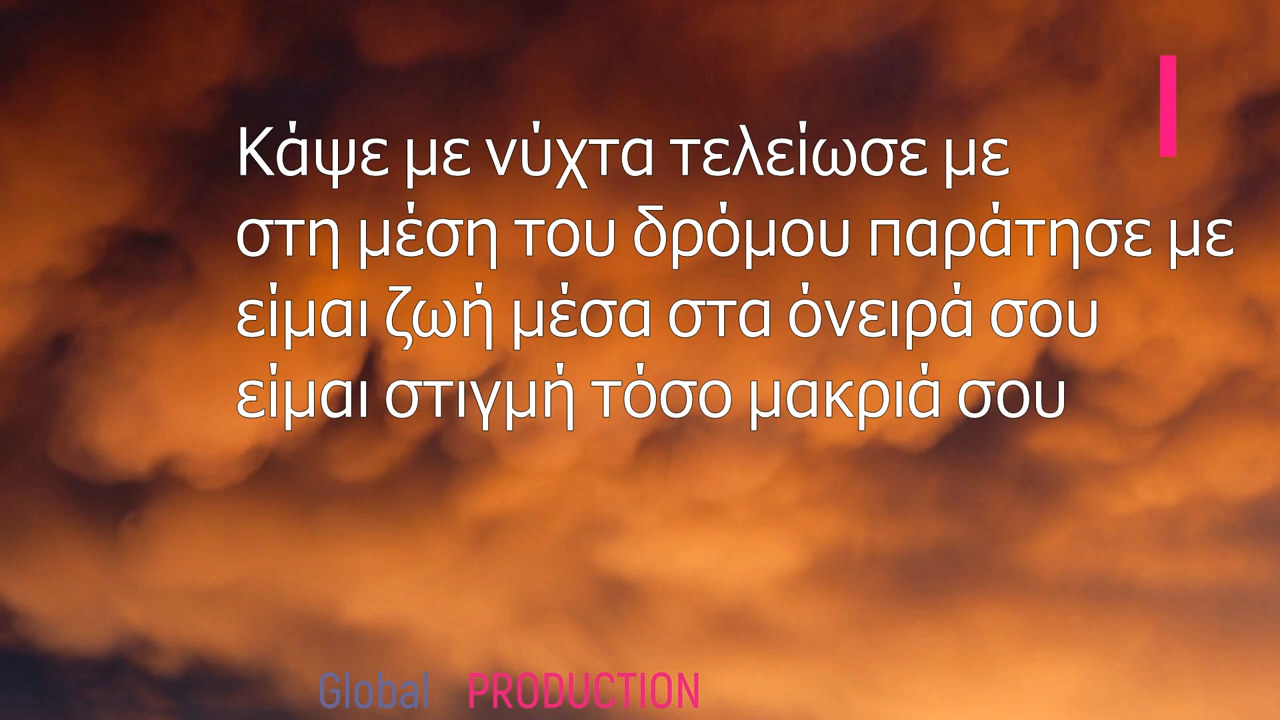 Κάψε με νύχτα τελείωσε με
στη μέση του δρόμου παράτησε με
είμαι ζωή μέσα στα όνειρά σου
είμαι στιγμή τόσο μακριά σου
Global PRODUCTION